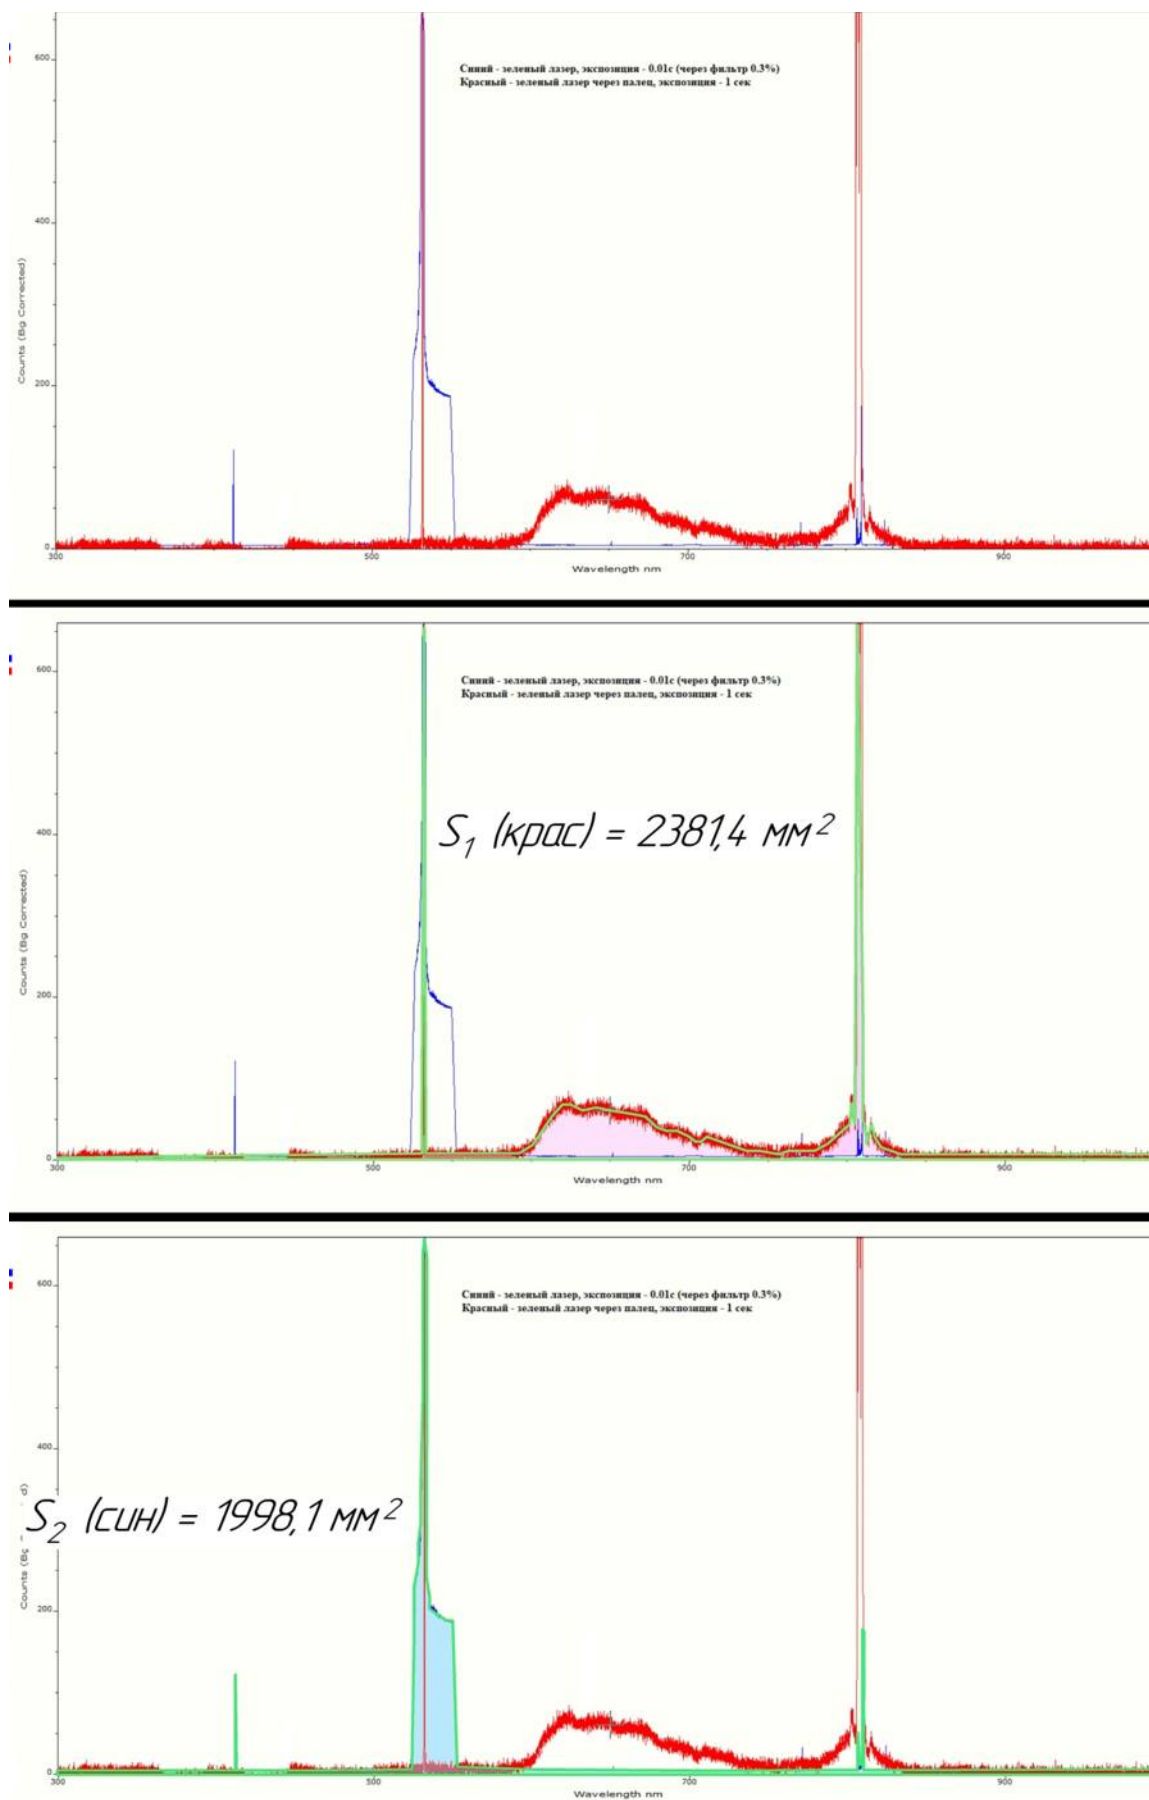 600
Синий - зеленый лазер, экспозиция - 0.01с (через фильтр 0.3%)
Красный - зеленый лазер через палец, экспозиция - 1 сек
400
Counts (Bg Corrected)
200
0
300 500 700 900
Wavelength nm
600
Синий - зеленый лазер, экспозиция - 0.01с (через фильтр 0.3%)
Красный - зеленый лазер через палец, экспозиция - 1 сек
400
S₁ (крас) = 2381,4 мм²
Counts (Bg Corrected)
200
0
300 500 700 900
Wavelength nm
600
Синий - зеленый лазер, экспозиция - 0.01с (через фильтр 0.3%)
Красный - зеленый лазер через палец, экспозиция - 1 сек
400
S₂ (син) = 1998,1 мм²
Counts (Bg
200
0
300 500 700 900
Wavelength nm